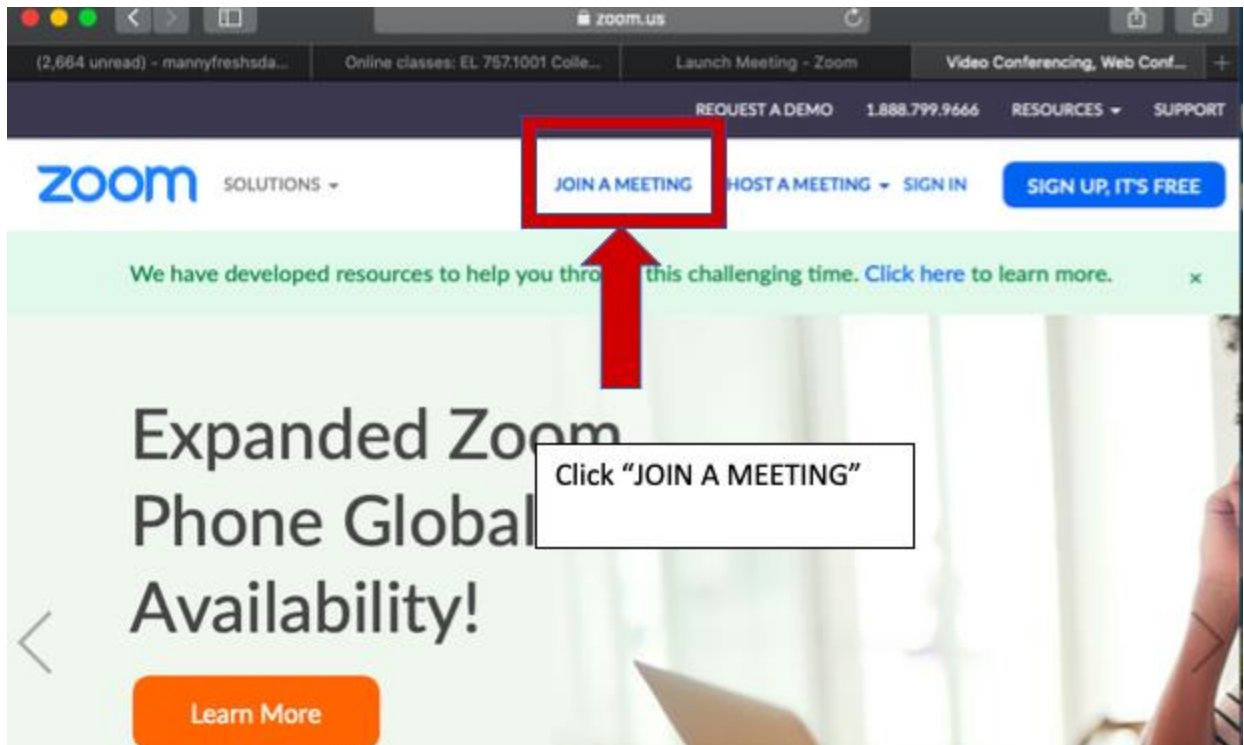 zoom.us
(2,664 unread) - mannyfreshsda... Online classes: EL 757.1001 Colle... Launch Meeting - Zoom Video Conferencing, Web Conf... +
REQUEST A DEMO 1.888.799.9666 RESOURCES SUPPORT
zoom SOLUTIONS JOIN A MEETING HOST A MEETING SIGN IN SIGN UP, IT'S FREE
We have developed resources to help you this challenging time. Click here to learn more. ×
Expanded Zoom
Phone Global
Availability!
Click “JOIN A MEETING”
Learn More